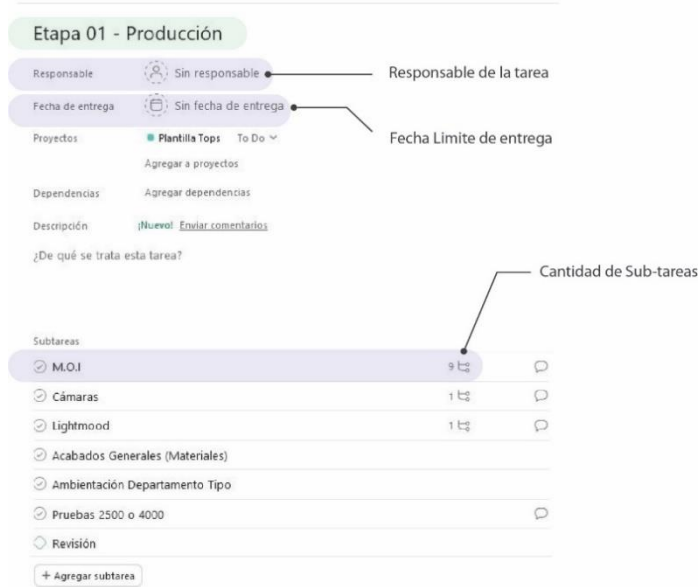 Etapa 01 - Producción
Responsable Sin responsable Responsable de la tarea
Fecha de entrega Sin fecha de entrega
Fecha Limite de entrega
Proyectos Plantilla Tops To Do
Agregar a proyectos
Dependencias Agregar dependencias
Descripción ¡Nuevo! Enviar comentarios
¿De qué se trata esta tarea?
Cantidad de Sub-tareas
Subtareas
M.O.I 9
Cámaras 1
Lightmood 1
Acabados Generales (Materiales)
Ambientación Departamento Tipo
Pruebas 2500 o 4000
Revisión
+ Agregar subtarea